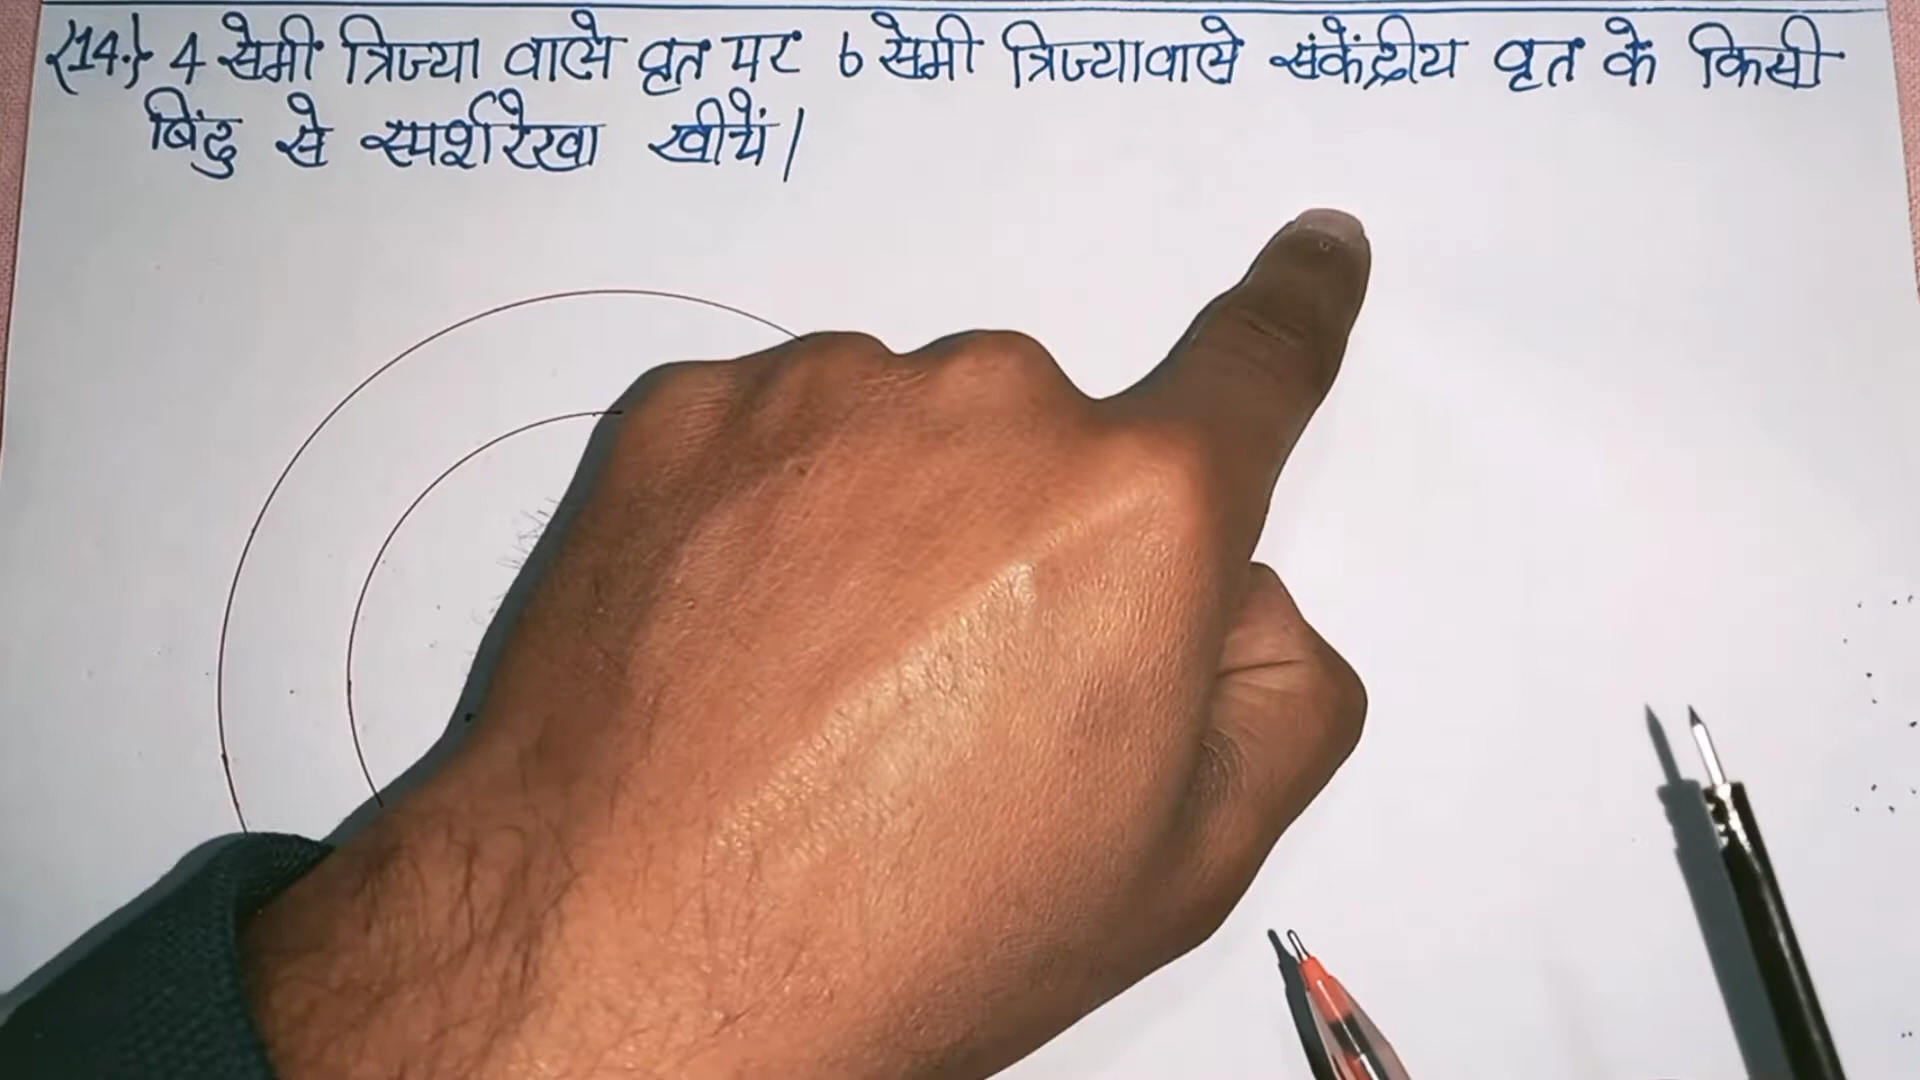 (14.) 4 सेमी त्रिज्या वाले वृत पर 6 सेमी त्रिज्यावाले संकेंद्रीय वृत के किसी
बिंदु से स्पर्शरेखा खीचें।